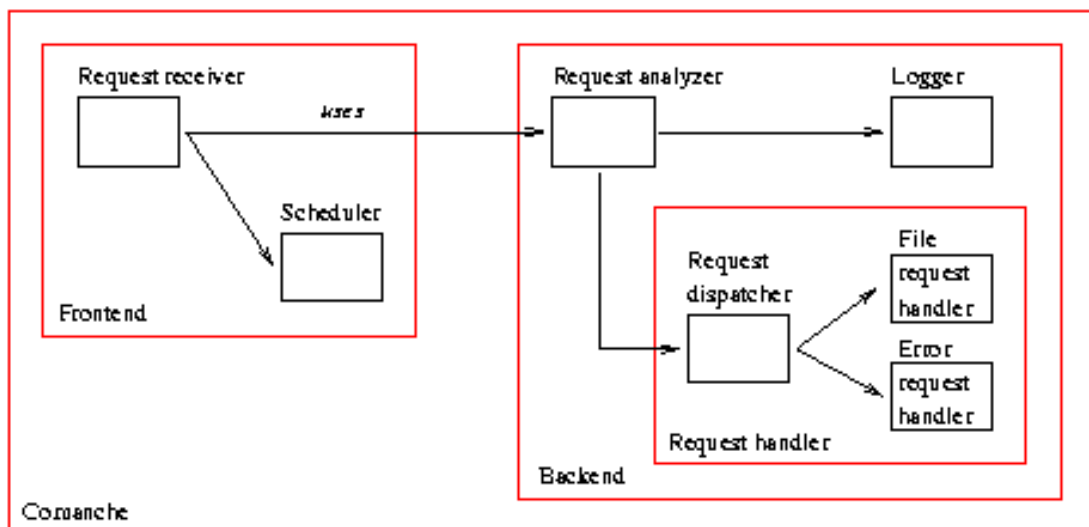 Request receiver
uses
Scheduler
Frontend
Request analyzer
Logger
Request
dispatcher
File
request
handler
Error
request
handler
Request handler
Backend
Comanche